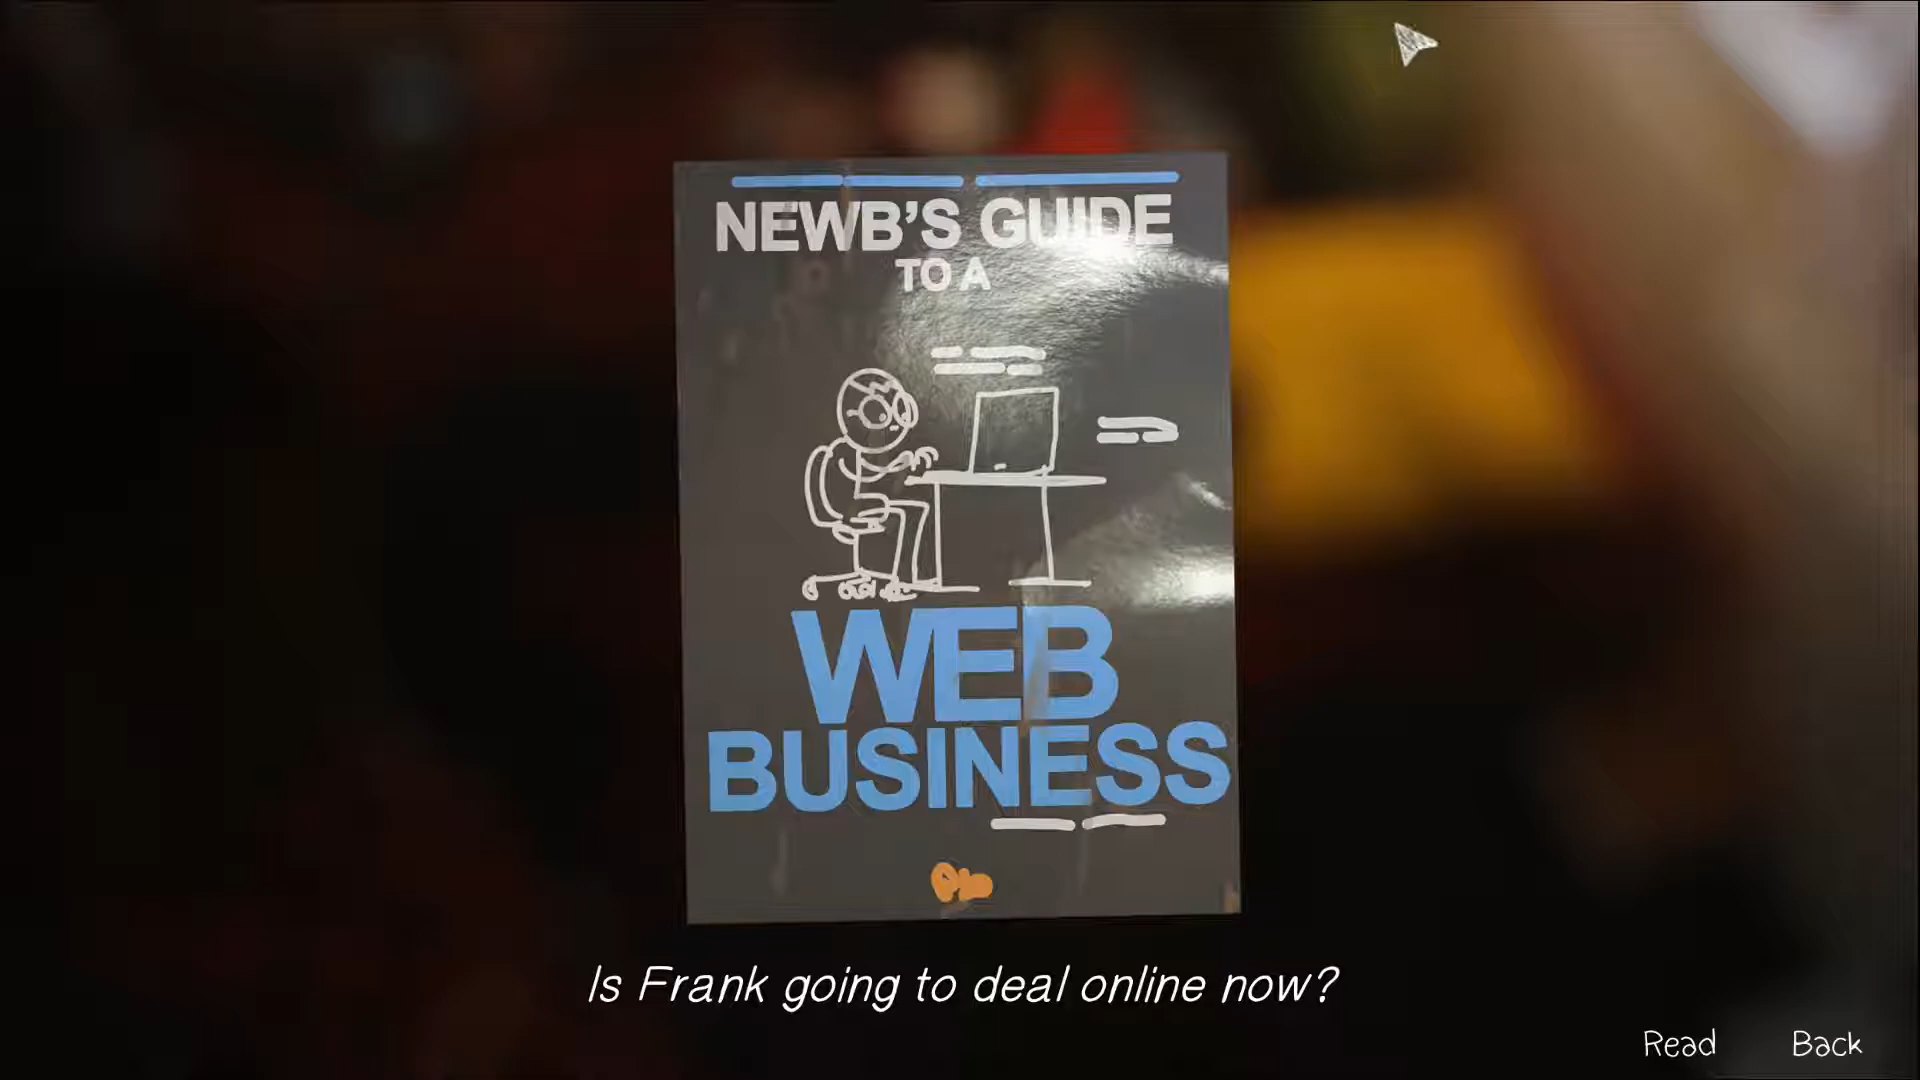 NEWB'S GUIDE
TO A
WEB
BUSINESS
Is Frank going to deal online now?
Read
Back